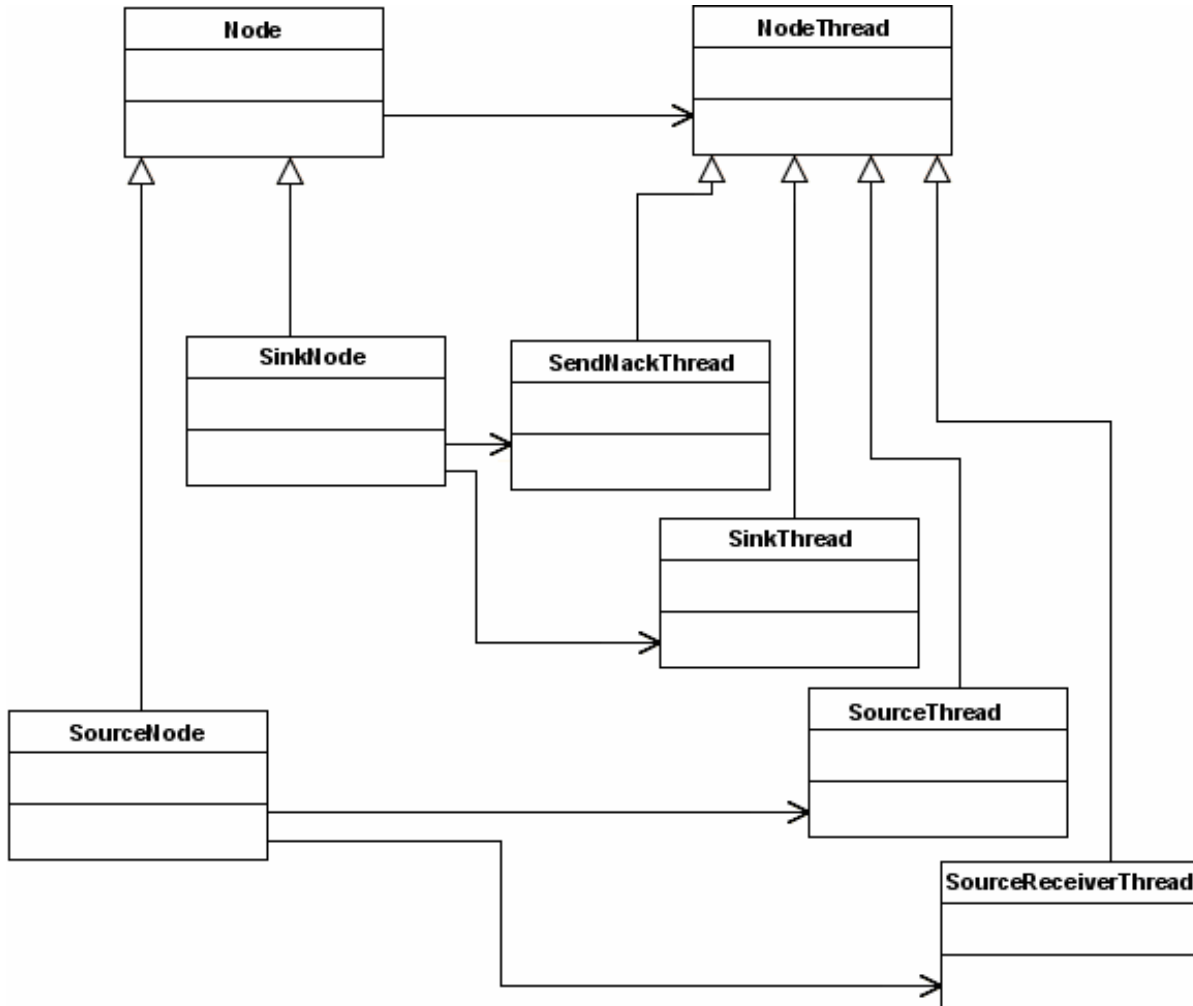 Node
NodeThread
SinkNode
SendNackThread
SinkThread
SourceThread
SourceNode
SourceReceiverThread